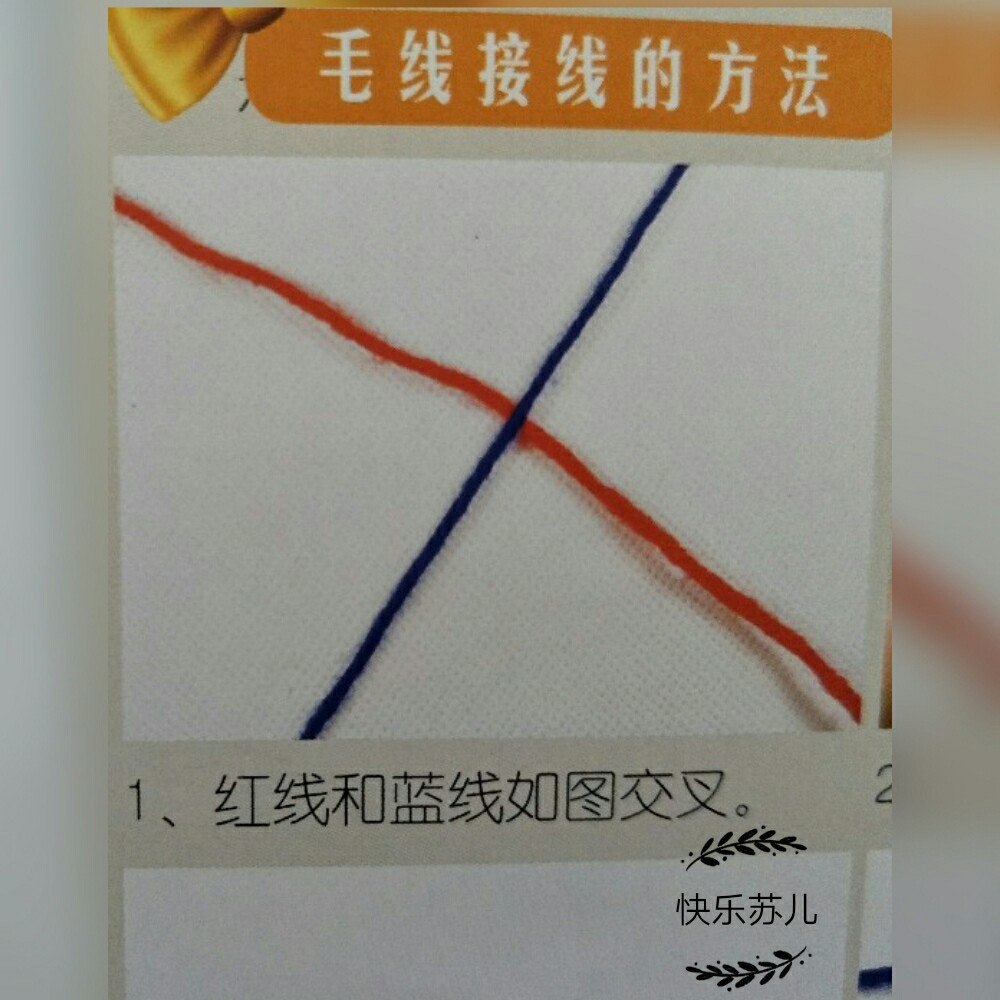 毛线接线的方法
1、红线和蓝线如图交叉。
2
快乐苏儿